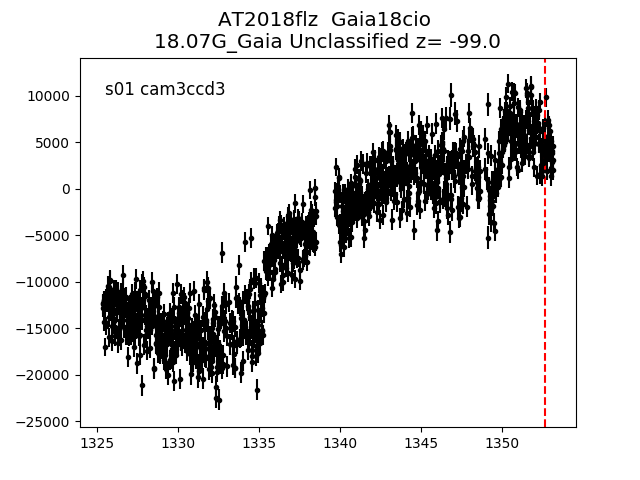 AT2018flz  Gaia18cio
18.07G_Gaia Unclassified z= -99.0
s01 cam3ccd3
10000
5000
0
−5000
−10000
−15000
−20000
−25000
1325 1330 1335 1340 1345 1350